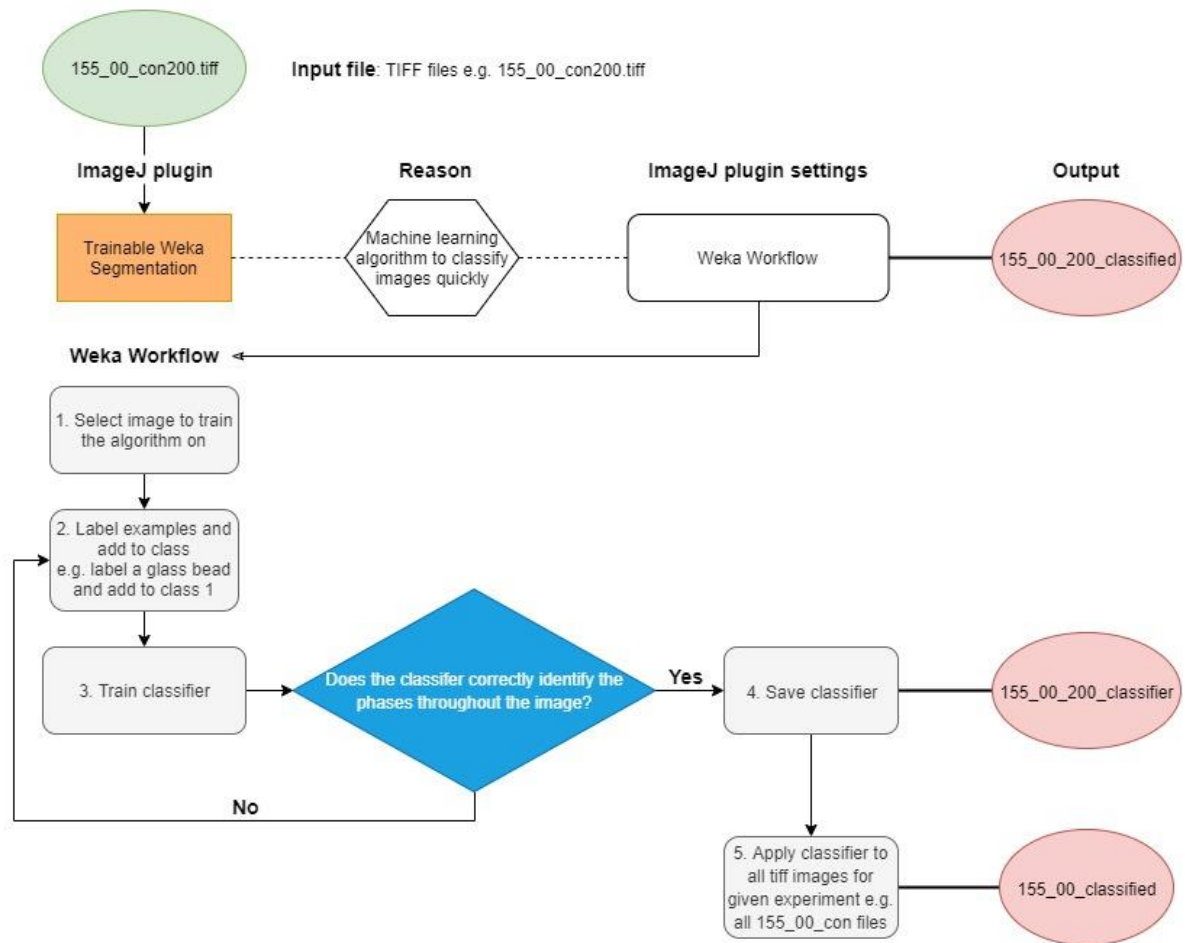 155_00_con200.tiff
Input file: TIFF files e.g. 155_00_con200.tiff
ImageJ plugin
Reason
ImageJ plugin settings
Output
Trainable Weka
Segmentation
Machine learning
algorithm to classify
images quickly
Weka Workflow
155_00_200_classified
Weka Workflow
1. Select image to train
the algorithm on
2. Label examples and
add to class
e.g. label a glass bead
and add to class 1
3. Train classifier
Does the classifer correctly identify the
phases throughout the image?
Yes
4. Save classifier
155_00_200_classifier
No
5. Apply classifier to
all tiff images for
given experiment e.g.
all 155_00_con files
155_00_classified